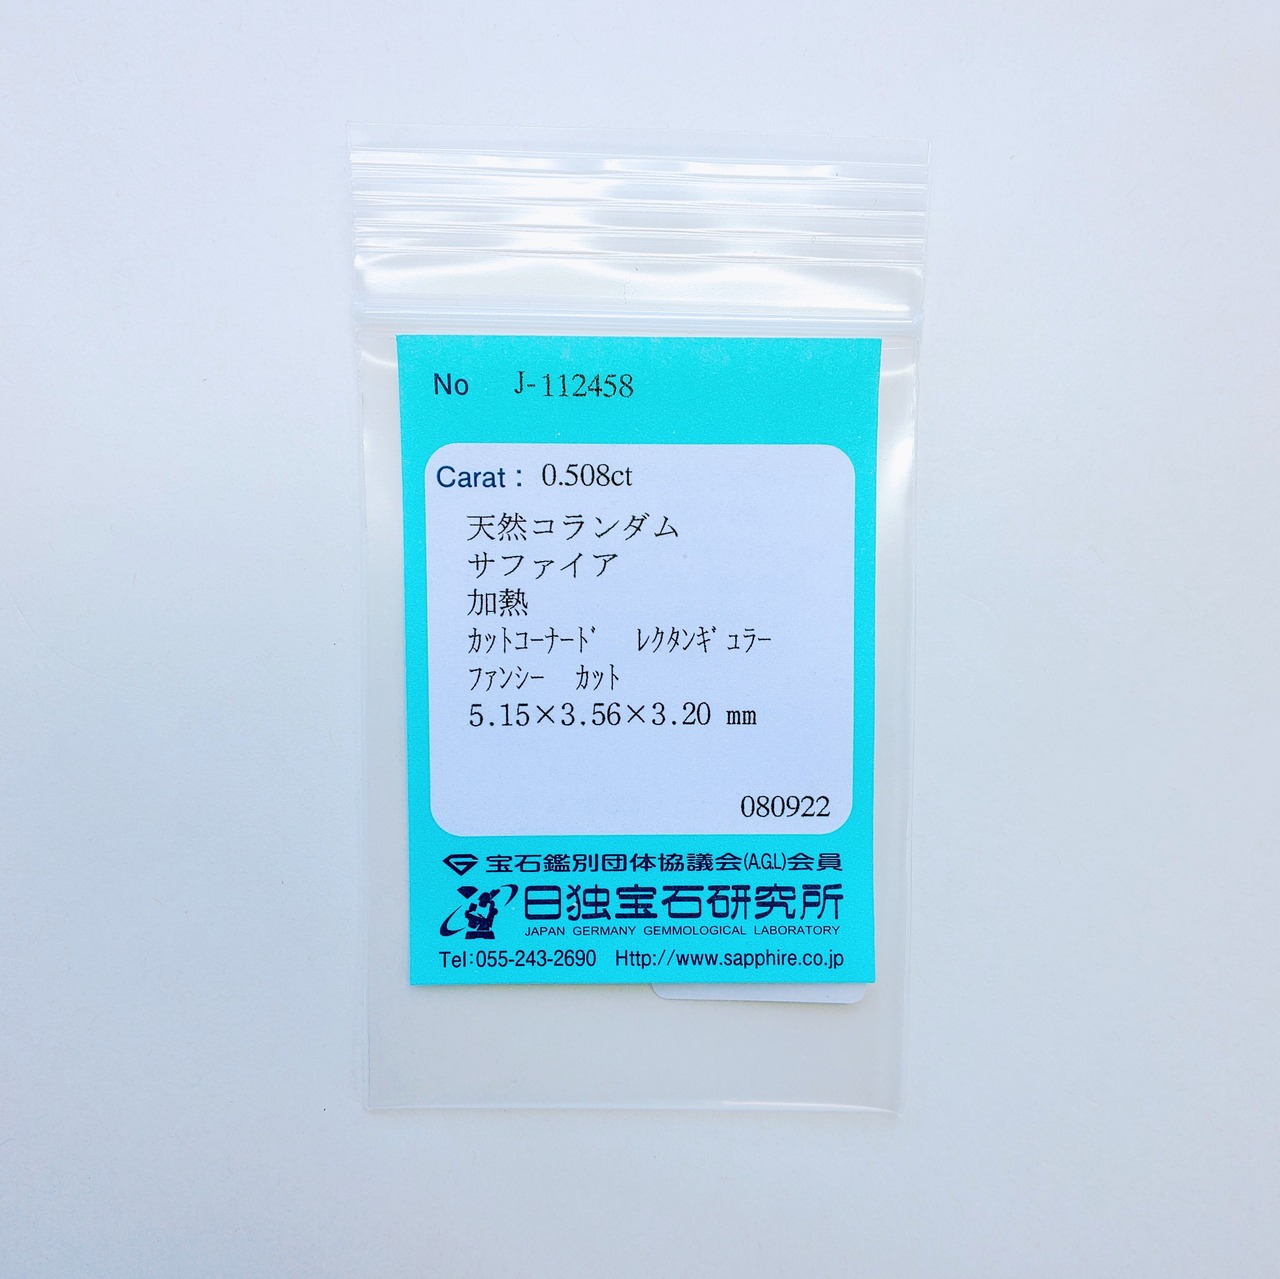 No J-112458
Carat： 0.508ct
天然コランダム
サファイア
加熱
ｶｯﾄｺｰﾅｰﾄﾞ ﾚｸﾀﾝｷﾞｭﾗｰ
ﾌｧﾝｼｰ ｶｯﾄ
5.15×3.56×3.20 mm
080922
宝石鑑別団体協議会(A.G.L)会員
日独宝石研究所
JAPAN GERMANY GEMMOLOGICAL LABORATORY
Tel:055-243-2690 Http://www.sapphire.co.jp